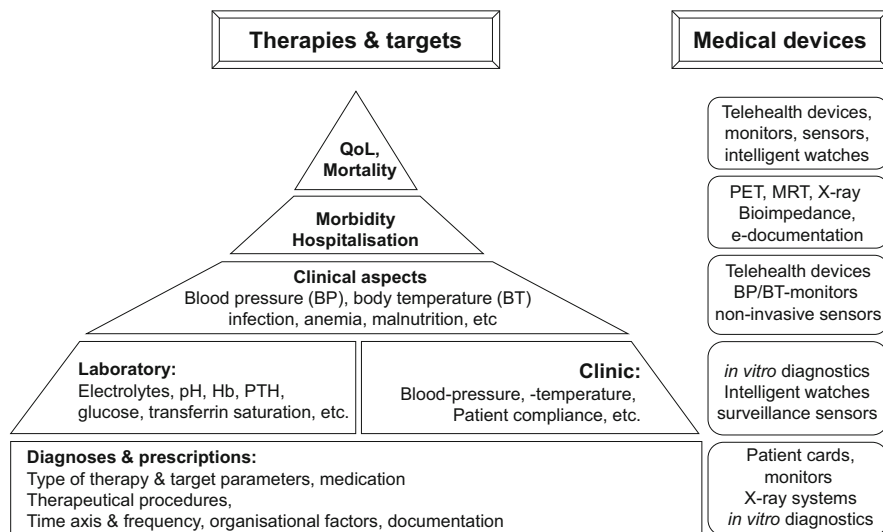 Therapies & targets
Medical devices
QoL,
Mortality
Morbidity
Hospitalisation
Clinical aspects
Blood pressure (BP), body temperature (BT)
infection, anemia, malnutrition, etc
Laboratory:
Electrolytes, pH, Hb, PTH,
glucose, transferrin saturation, etc.
Clinic:
Blood-pressure, -temperature,
Patient compliance, etc.
Diagnoses & prescriptions:
Type of therapy & target parameters, medication
Therapeutical procedures,
Time axis & frequency, organisational factors, documentation
Telehealth devices,
monitors, sensors,
intelligent watches
PET, MRT, X-ray
Bioimpedance,
e-documentation
Telehealth devices
BP/BT-monitors
non-invasive sensors
in vitro diagnostics
Intelligent watches
surveillance sensors
Patient cards,
monitors
X-ray systems
in vitro diagnostics